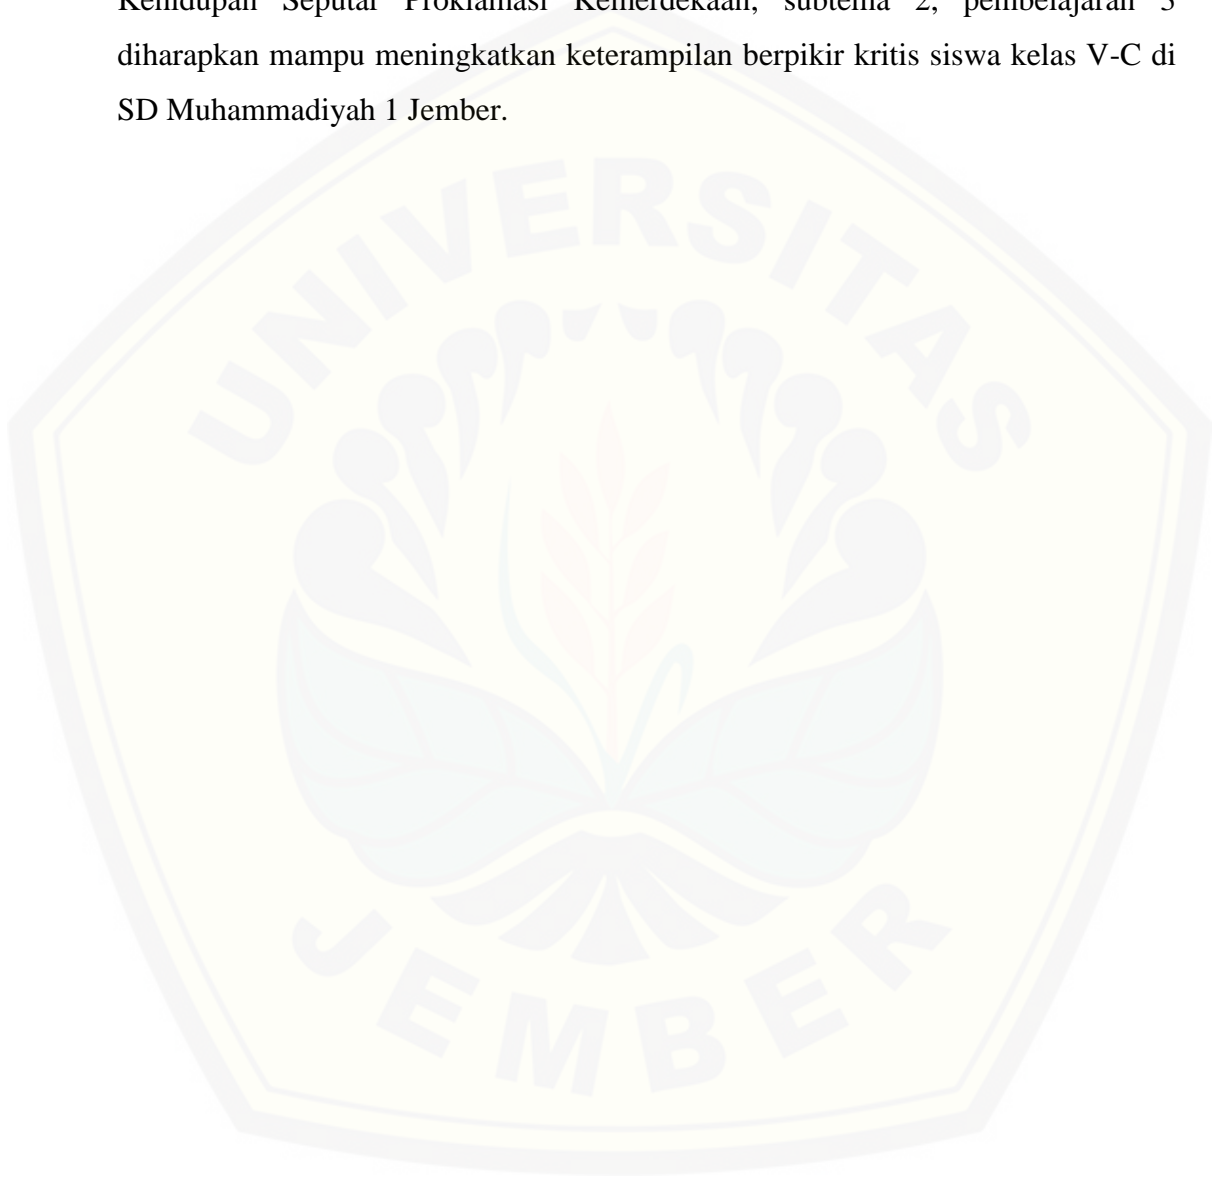 Kehidupan Seputar Proklamasi Kemerdekaan, subtema 2, pembelajaran
diharapkan mampu meningkatkan keterampilan berpikir kritis siswa kelas V-C di
SD Muhammadiyah 1 Jember.
UNIVERSITAS
JEMBER